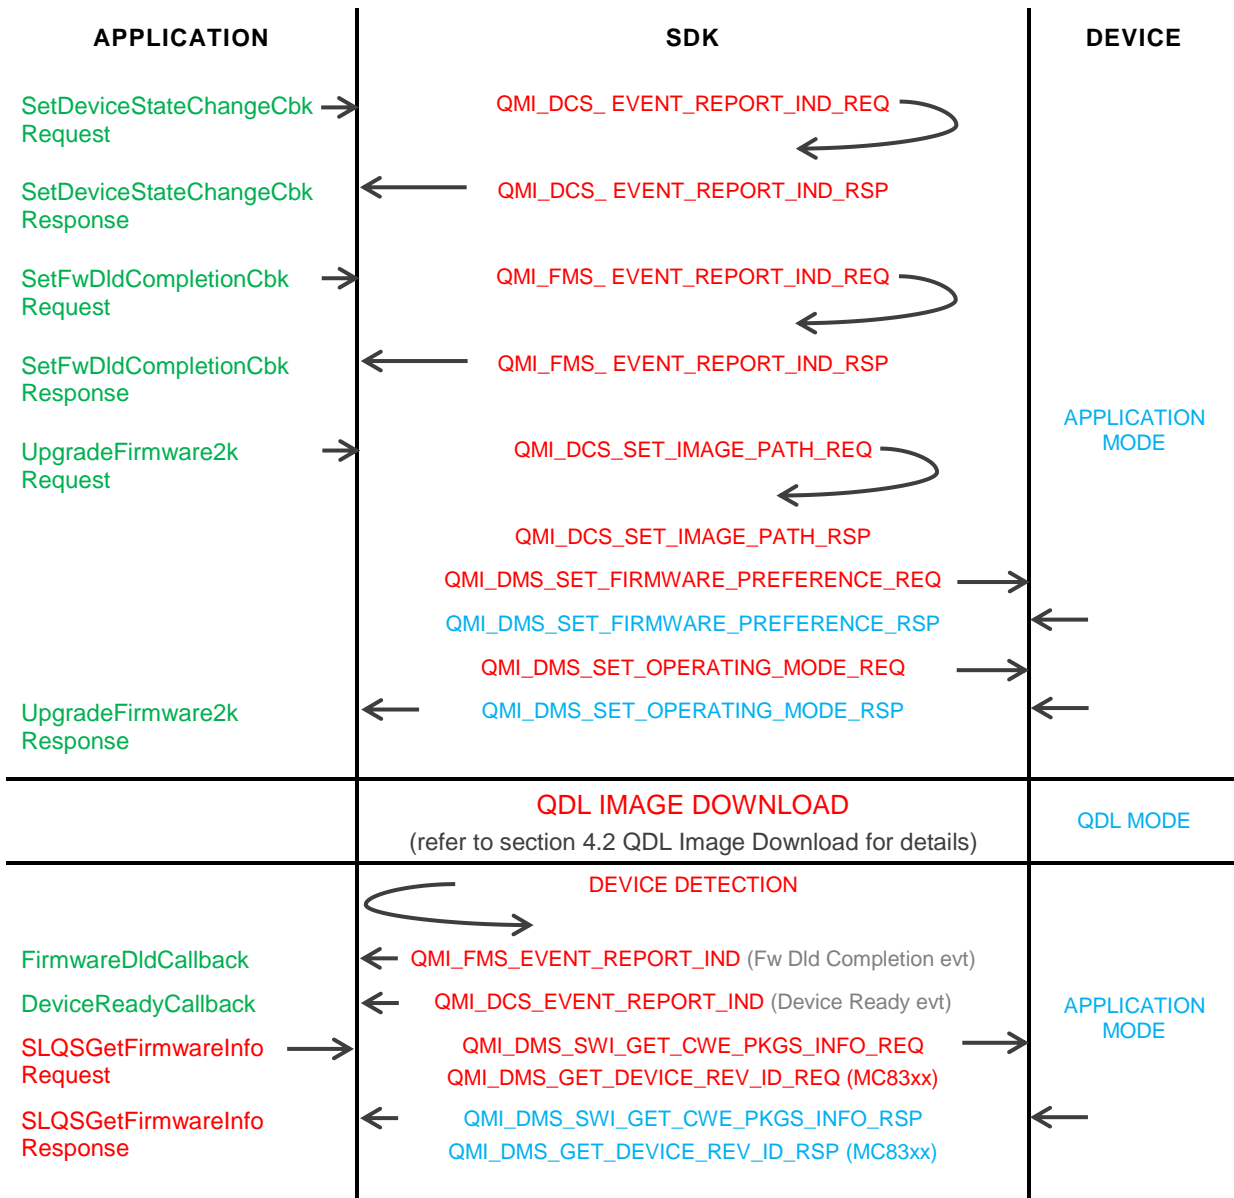 APPLICATION
SDK
DEVICE
SetDeviceStateChangeCbk
Request
QMI_DCS_ EVENT_REPORT_IND_REQ
SetDeviceStateChangeCbk
Response
QMI_DCS_ EVENT_REPORT_IND_RSP
SetFwDldCompletionCbk
Request
QMI_FMS_ EVENT_REPORT_IND_REQ
SetFwDldCompletionCbk
Response
QMI_FMS_ EVENT_REPORT_IND_RSP
APPLICATION
MODE
UpgradeFirmware2k
Request
QMI_DCS_SET_IMAGE_PATH_REQ
QMI_DCS_SET_IMAGE_PATH_RSP
QMI_DMS_SET_FIRMWARE_PREFERENCE_REQ
QMI_DMS_SET_FIRMWARE_PREFERENCE_RSP
QMI_DMS_SET_OPERATING_MODE_REQ
UpgradeFirmware2k
Response
QMI_DMS_SET_OPERATING_MODE_RSP
QDL IMAGE DOWNLOAD
(refer to section 4.2 QDL Image Download for details)
QDL MODE
DEVICE DETECTION
FirmwareDldCallback
QMI_FMS_EVENT_REPORT_IND (Fw Dld Completion evt)
DeviceReadyCallback
QMI_DCS_EVENT_REPORT_IND (Device Ready evt)
APPLICATION
MODE
SLQSGetFirmwareInfo
Request
QMI_DMS_SWI_GET_CWE_PKGS_INFO_REQ
QMI_DMS_GET_DEVICE_REV_ID_REQ (MC83xx)
SLQSGetFirmwareInfo
Response
QMI_DMS_SWI_GET_CWE_PKGS_INFO_RSP
QMI_DMS_GET_DEVICE_REV_ID_RSP (MC83xx)